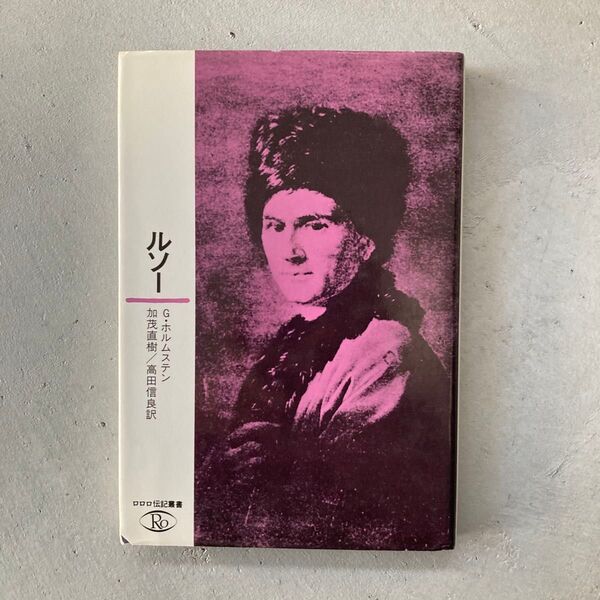 ルソー
G・ホルムステン
加茂直樹／高田信良訳
ロロロ伝記叢書
Ro